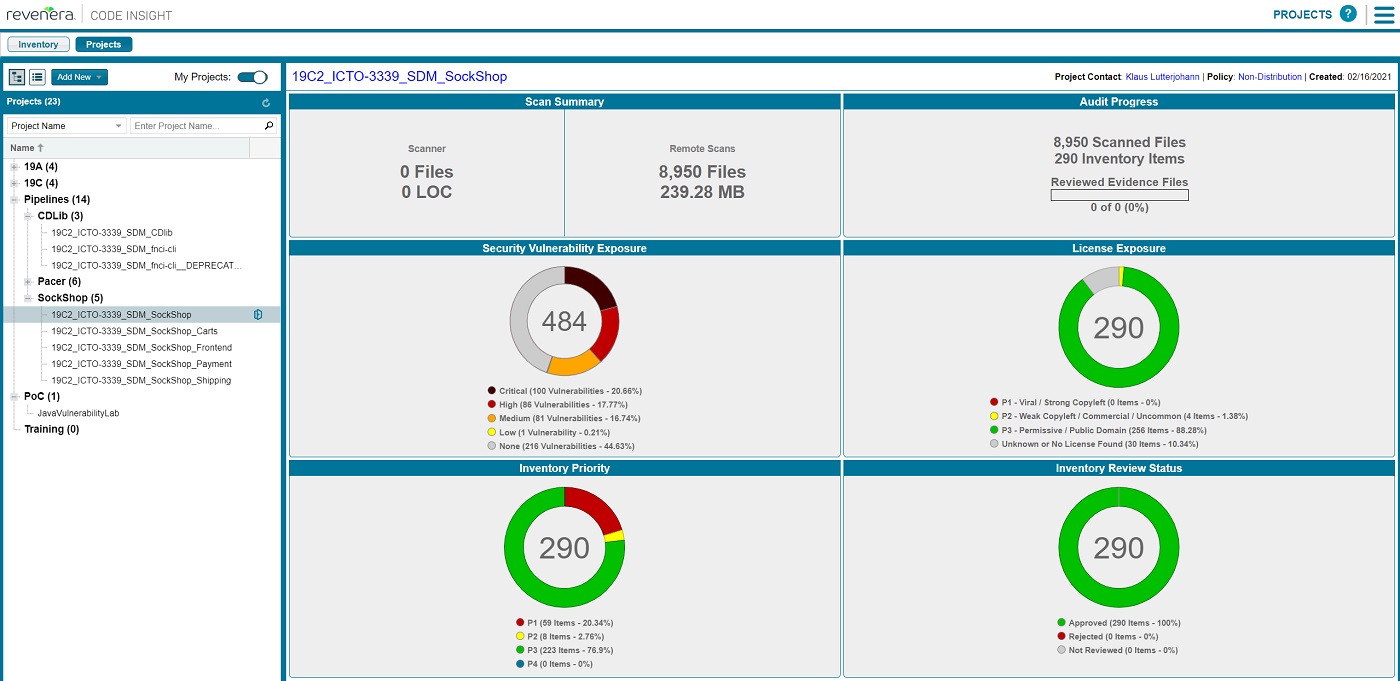 revenera. CODE INSIGHT
PROJECTS ?
Inventory Projects
Add New My Projects:
Projects (23)
Project Name Enter Project Name...
Name
19A (4)
19C (4)
Pipelines (14)
CDLib (3)
19C2_ICTO-3339_SDM_CDlib
19C2_ICTO-3339_SDM_fnci-cli
19C2_ICTO-3339_SDM_fnci-cli__DEPRECAT...
Pacer (6)
SockShop (5)
19C2_ICTO-3339_SDM_SockShop
19C2_ICTO-3339_SDM_SockShop_Carts
19C2_ICTO-3339_SDM_SockShop_Frontend
19C2_ICTO-3339_SDM_SockShop_Payment
19C2_ICTO-3339_SDM_SockShop_Shipping
PoC (1)
JavaVulnerabilityLab
Training (0)
19C2_ICTO-3339_SDM_SockShop
Project Contact: Klaus Lutterjohann | Policy: Non-Distribution | Created: 02/16/2021
Scan Summary
Scanner
0 Files
0 LOC
Remote Scans
8,950 Files
239.28 MB
Audit Progress
8,950 Scanned Files
290 Inventory Items
Reviewed Evidence Files
0 of 0 (0%)
Security Vulnerability Exposure
484
Critical (100 Vulnerabilities - 20.66%)
High (86 Vulnerabilities - 17.77%)
Medium (81 Vulnerabilities - 16.74%)
Low (1 Vulnerability - 0.21%)
None (216 Vulnerabilities - 44.63%)
License Exposure
290
P1 - Viral / Strong Copyleft (0 Items - 0%)
P2 - Weak Copyleft / Commercial / Uncommon (4 Items - 1.38%)
P3 - Permissive / Public Domain (256 Items - 88.28%)
Unknown or No License Found (30 Items - 10.34%)
Inventory Priority
290
P1 (59 Items - 20.34%)
P2 (8 Items - 2.76%)
P3 (223 Items - 76.9%)
P4 (0 Items - 0%)
Inventory Review Status
290
Approved (290 Items - 100%)
Rejected (0 Items - 0%)
Not Reviewed (0 Items - 0%)